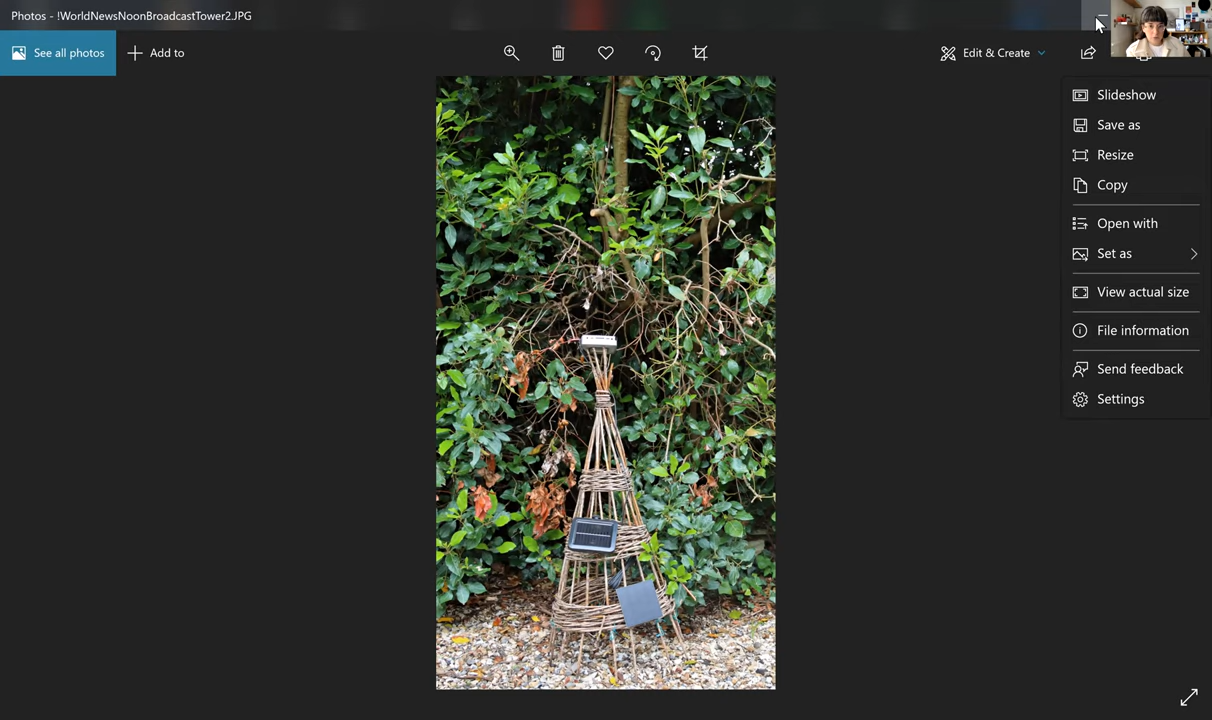 Photos - !WorldNewsNoonBroadcastTower2.JPG
See all photos
Add to
Edit & Create
Slideshow
Save as
Resize
Copy
Open with
Set as
View actual size
File information
Send feedback
Settings